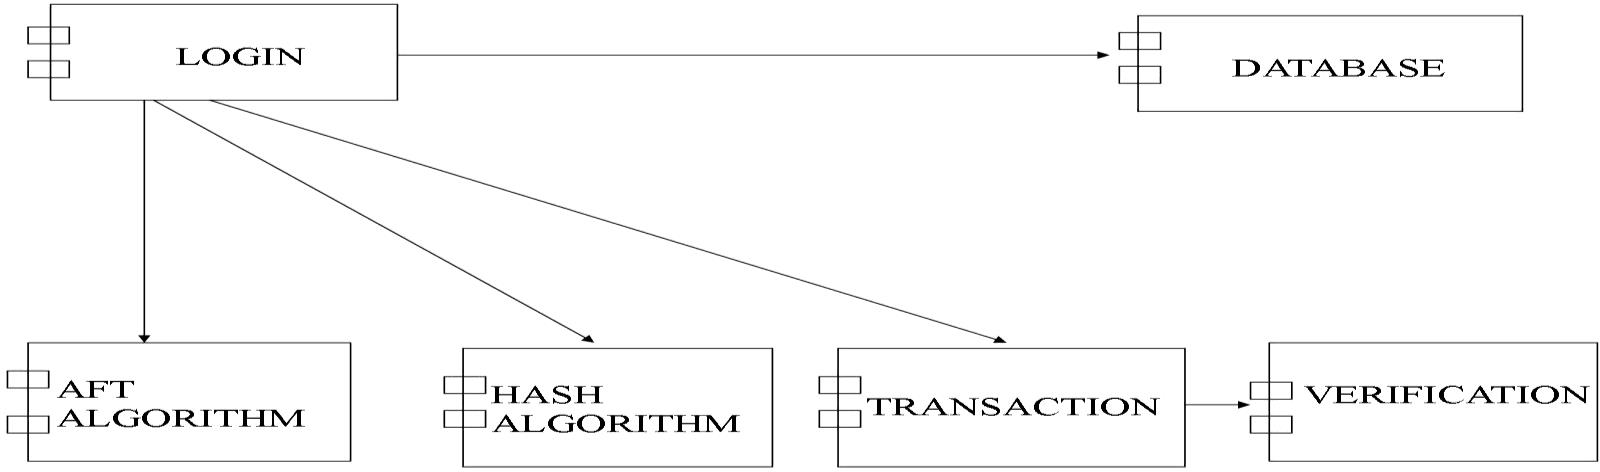 LOGIN
DATABASE
AFT
ALGORITHM
HASH
ALGORITHM
TRANSACTION
VERIFICATION